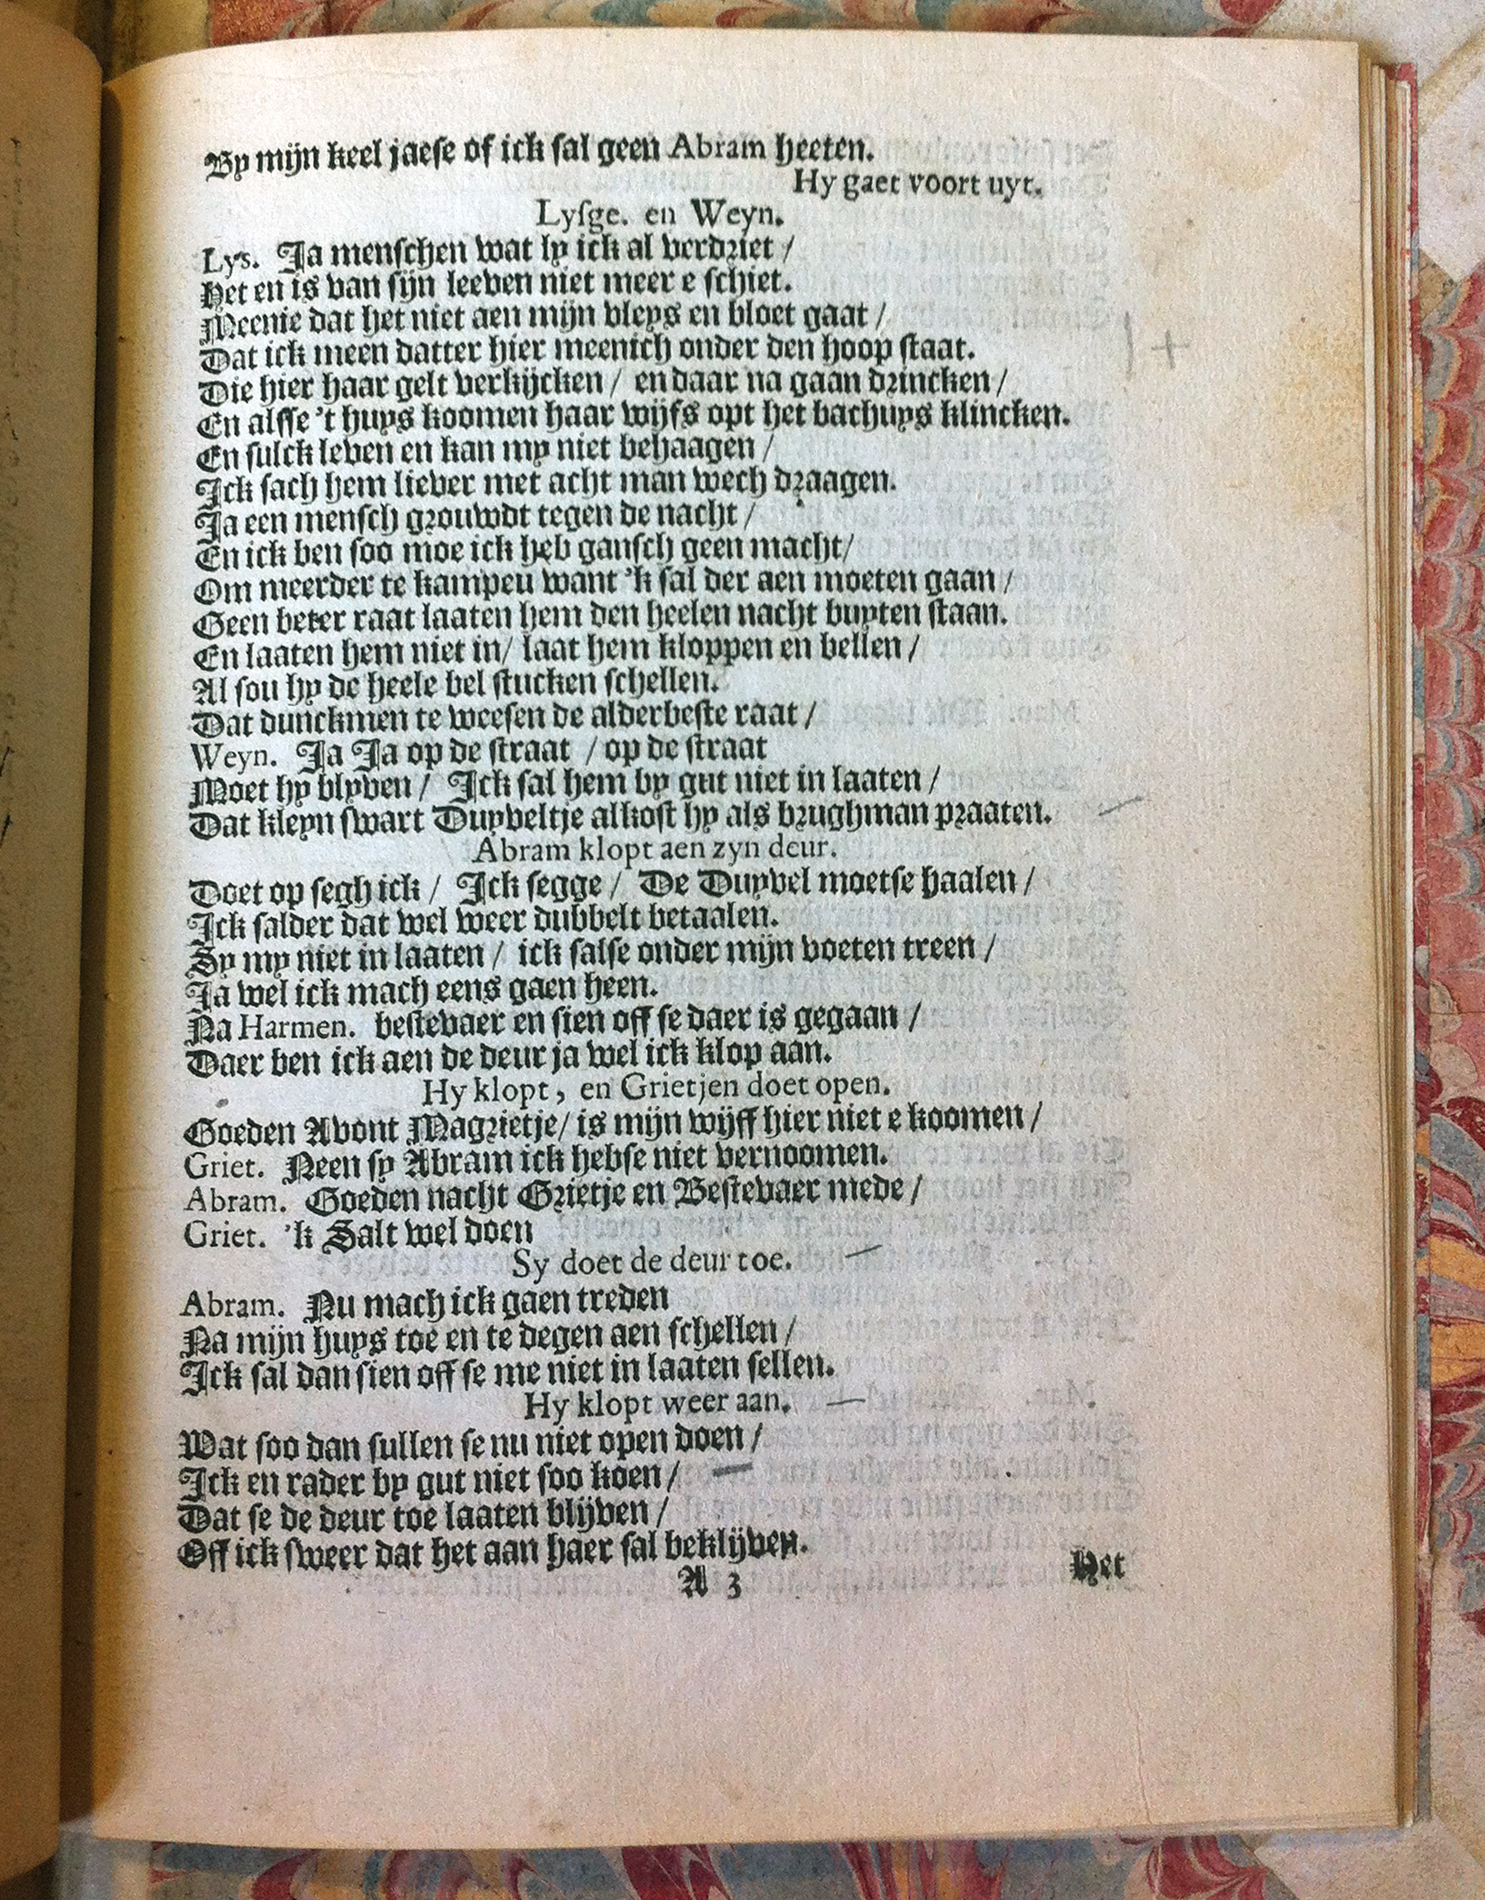 By mijn keel jaese of ick sal geen Abram heeten.
Hy gaet voort uyt.
Lysge. en Weyn.
Lys. Ja menschen wat ly ick al verdriet /
Het en is van sijn leeven niet meer e schiet.
Meenie dat het niet aen mijn vleys en bloet gaat /
Dat ick meen datter hier meenich onder den hoop staat.
Die hier haar gelt verkijcken / en daar na gaan drincken /
En alsse 't huys koomen haar wijfs opt het backhuys klincken.
En sulck leven en kan my niet behaagen /
Ick sach hem liever met acht man wech draagen.
Ja een mensch grouwdt tegen de nacht /
En ick ben soo moe ick heb gansch geen macht /
Om meerder te kampeu want 'k sal der aen moeten gaan /
Geen beter raat laaten hem den heelen nacht buyten staan.
En laaten hem niet in / laat hem kloppen en bellen /
Al sou hy de heele bel stucken schellen.
Dat dunckmen te weesen de alderbeste raat /
Weyn. Ja Ja op de straat / op de straat
Moet hy blyven / Ick sal hem by gut niet in laaten /
Dat kleyn swart Duyveltje alkost hy als brughman praaten.
Abram klopt aen zyn deur.
Doet op segh ick / Ick segge / De Duyvel moetse haalen /
Ick salder dat wel weer dubbelt betaalen.
Sy my niet in laaten / ick salse onder mijn voeten treen /
Ja wel ick mach eens gaen heen.
Na Harmen. bestevaer en sien off se daer is gegaan /
Daer ben ick aen de deur ja wel ick klop aan.
Hy klopt, en Grietjen doet open.
Goeden Avont Magrietje / is mijn wijff hier niet e koomen /
Griet. Neen sy Abram ick hebse niet vernoomen.
Abram. Goeden nacht Grietje en Bestevaer mede /
Griet. 'k Salt wel doen
Sy doet de deur toe.
Abram. Nu mach ick gaen treden
Na mijn huys toe en te degen aen schellen /
Ick sal dan sien off se me niet in laaten sellen.
Hy klopt weer aan.
Wat soo dan sullen se nu niet open doen /
Ick en rader by gut niet soo koen /
Dat se de deur toe laaten blijven /
Off ick sweer dat het aan haer sal beklijven.
A 3
Het